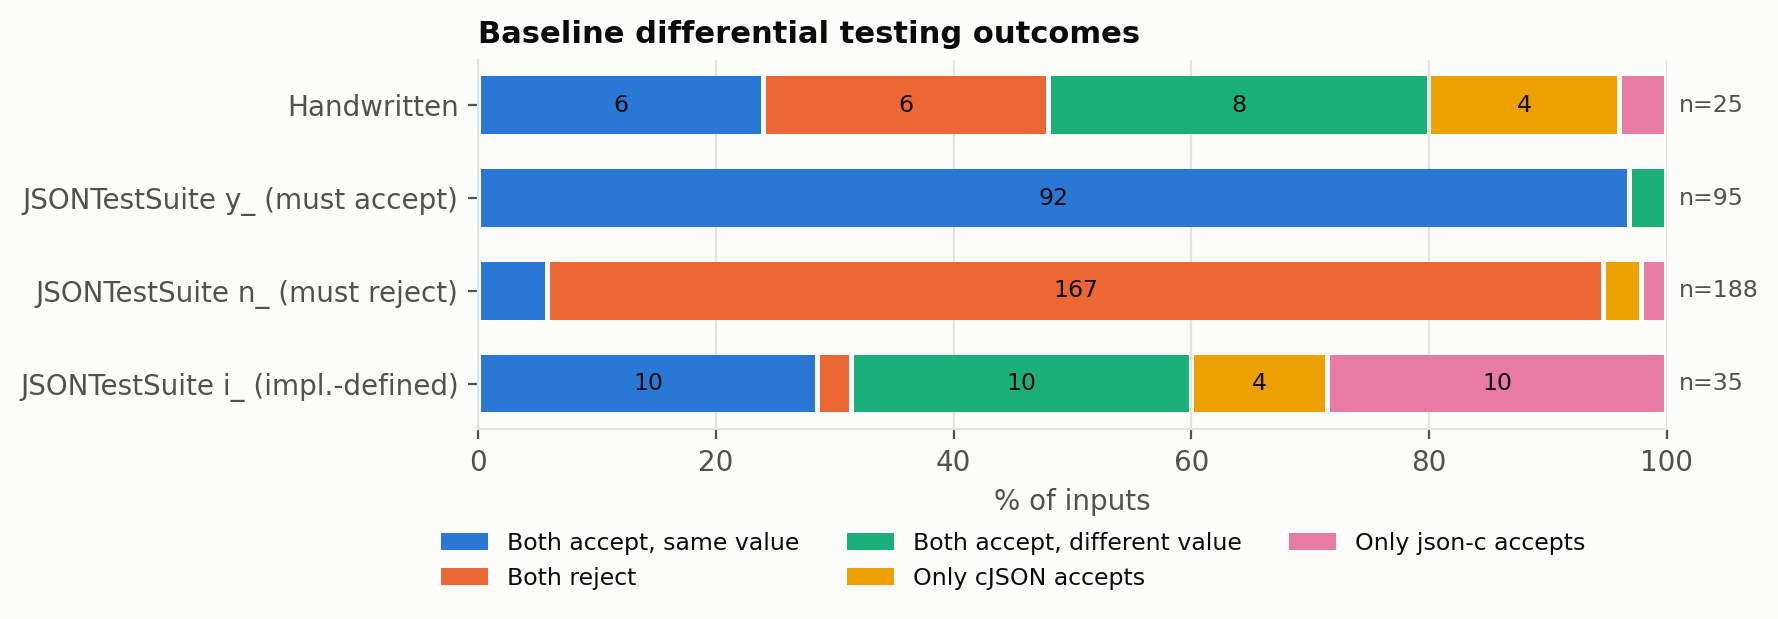 Baseline differential testing outcomes
Handwritten 6 6 8 4 n=25
JSONTestSuite y_ (must accept) 92 n=95
JSONTestSuite n_ (must reject) 167 n=188
JSONTestSuite i_ (impl.-defined) 10 10 4 10 n=35
0 20 40 60 80 100
% of inputs
Both accept, same value Both accept, different value Only json-c accepts
Both reject Only cJSON accepts